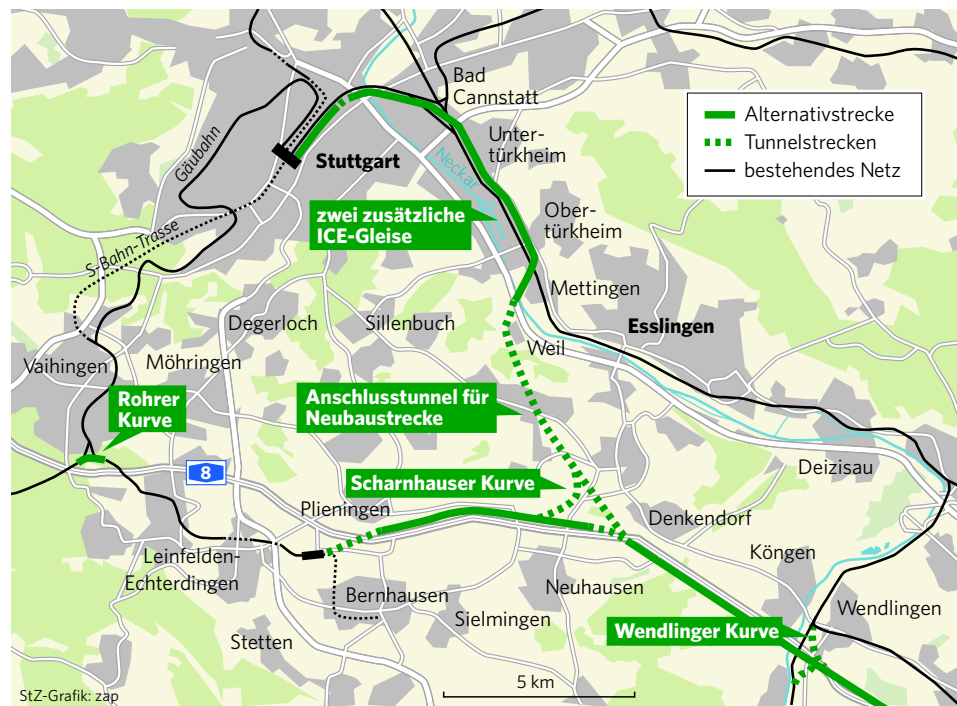 Bad
Cannstatt
Alternativstrecke
Tunnelstrecken
bestehendes Netz
Gäubahn
Stuttgart
Unter-
türkheim
Neckar
zwei zusätzliche
ICE-Gleise
Ober-
türkheim
S-Bahn-Trasse
Mettingen
Degerloch
Sillenbuch
Esslingen
Vaihingen
Möhringen
Weil
Rohrer
Kurve
Anschlusstunnel für
Neubaustrecke
8
Scharnhauser Kurve
Deizisau
Plieningen
Denkendorf
Leinfelden-
Echterdingen
Köngen
Bernhausen
Neuhausen
Sielmingen
Wendlingen
Stetten
Wendlinger Kurve
5 km
StZ-Grafik: zap